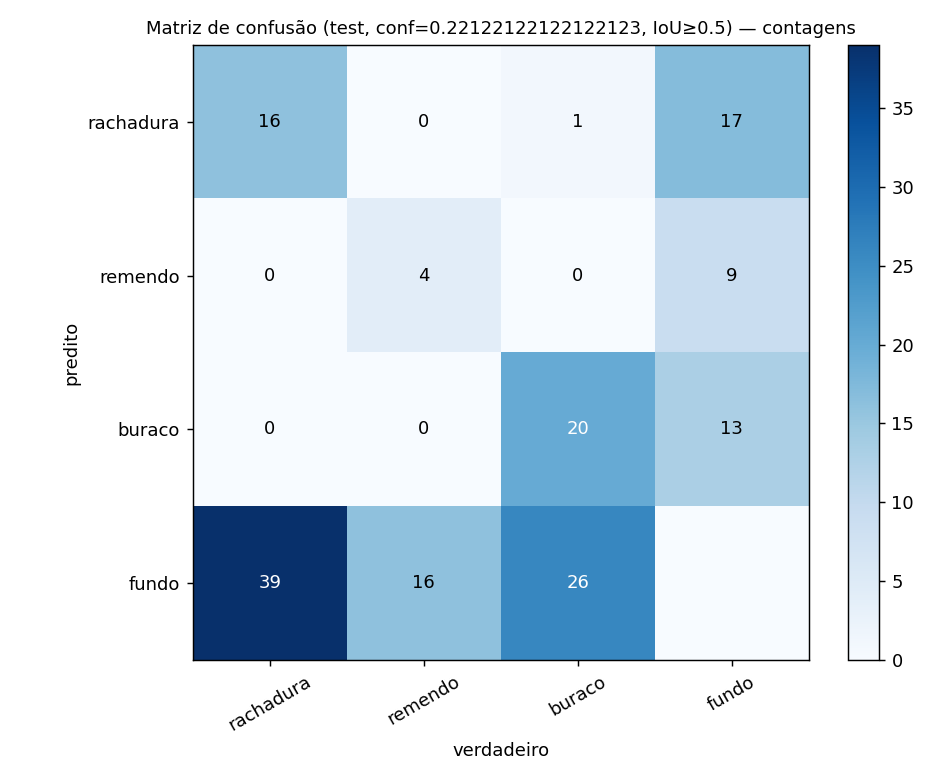 Matriz de confusão (test, conf=0.22122122122122123, IoU≥0.5) — contagens
rachadura 16 0 1 17
remendo 0 4 0 9
buraco 0 0 20 13
fundo 39 16 26
predito
rachadura remendo buraco fundo
verdadeiro
35
30
25
20
15
10
5
0